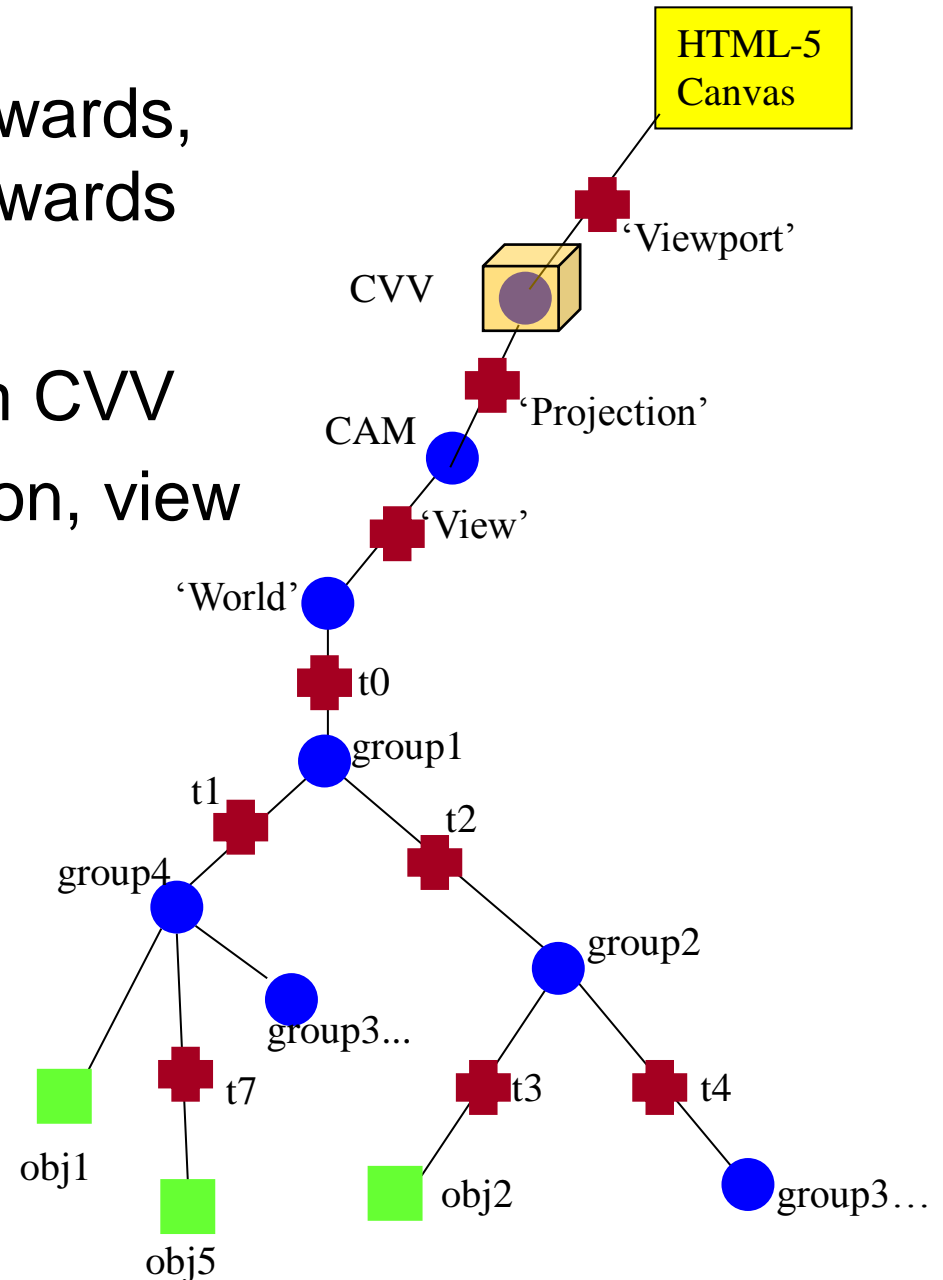 HTML-5
Canvas
wards,
wards
‘Viewport’
CVV
n CVV
‘Projection’
CAM
on, view
‘View’
‘World’
t0
group1
t1
t2
group4
group2
group3...
t7
t3
t4
obj1
obj2
group3…
obj5